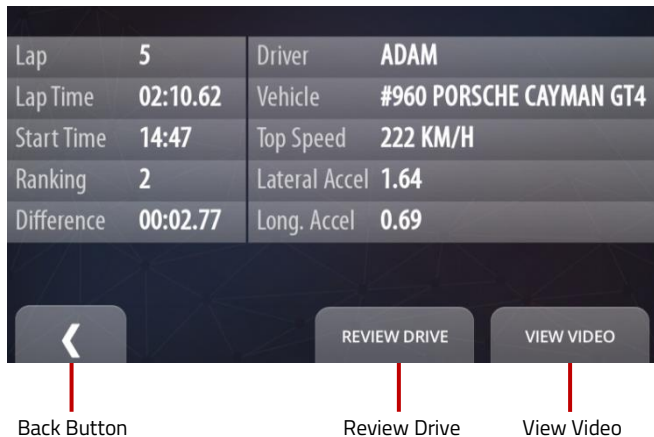 Lap 5 Driver ADAM
Lap Time 02:10.62 Vehicle #960 PORSCHE CAYMAN GT4
Start Time 14:47 Top Speed 222 KM/H
Ranking 2 Lateral Accel 1.64
Difference 00:02.77 Long. Accel 0.69
REVIEW DRIVE VIEW VIDEO
Back Button Review Drive View Video